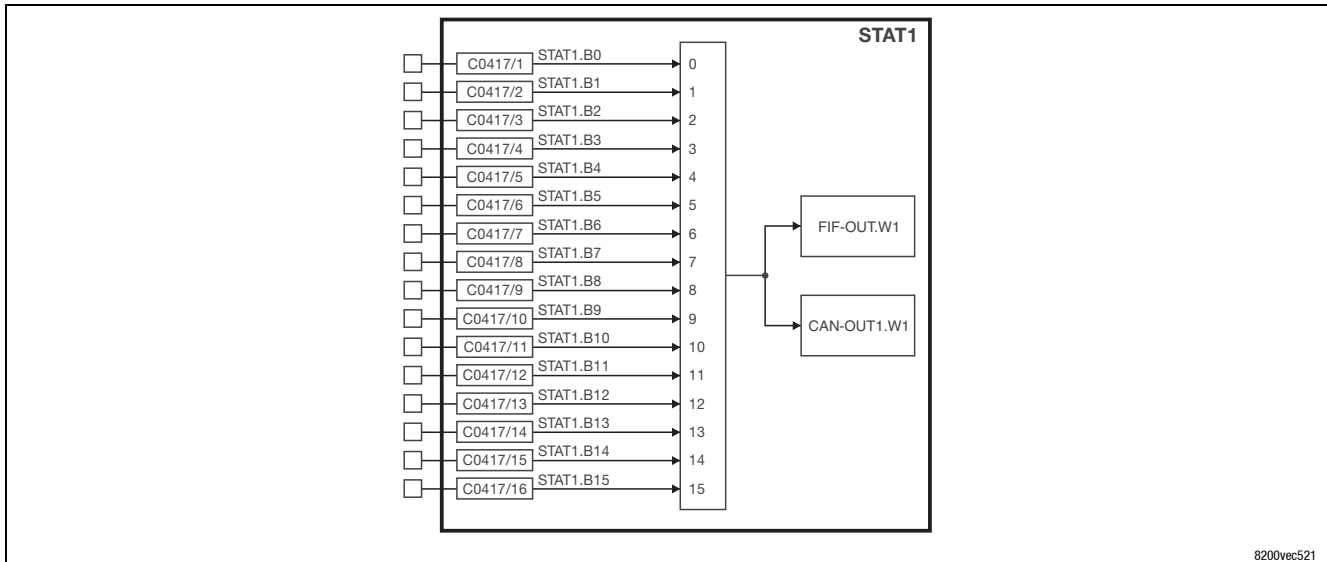 STAT1
C0417/1 STAT1.B0 0
C0417/2 STAT1.B1 1
C0417/3 STAT1.B2 2
C0417/4 STAT1.B3 3
C0417/5 STAT1.B4 4
C0417/6 STAT1.B5 5
C0417/7 STAT1.B6 6
C0417/8 STAT1.B7 7
C0417/9 STAT1.B8 8
C0417/10 STAT1.B9 9
C0417/11 STAT1.B10 10
C0417/12 STAT1.B11 11
C0417/13 STAT1.B12 12
C0417/14 STAT1.B13 13
C0417/15 STAT1.B14 14
C0417/16 STAT1.B15 15
FIF-OUT.W1
CAN-OUT1.W1
8200vec521